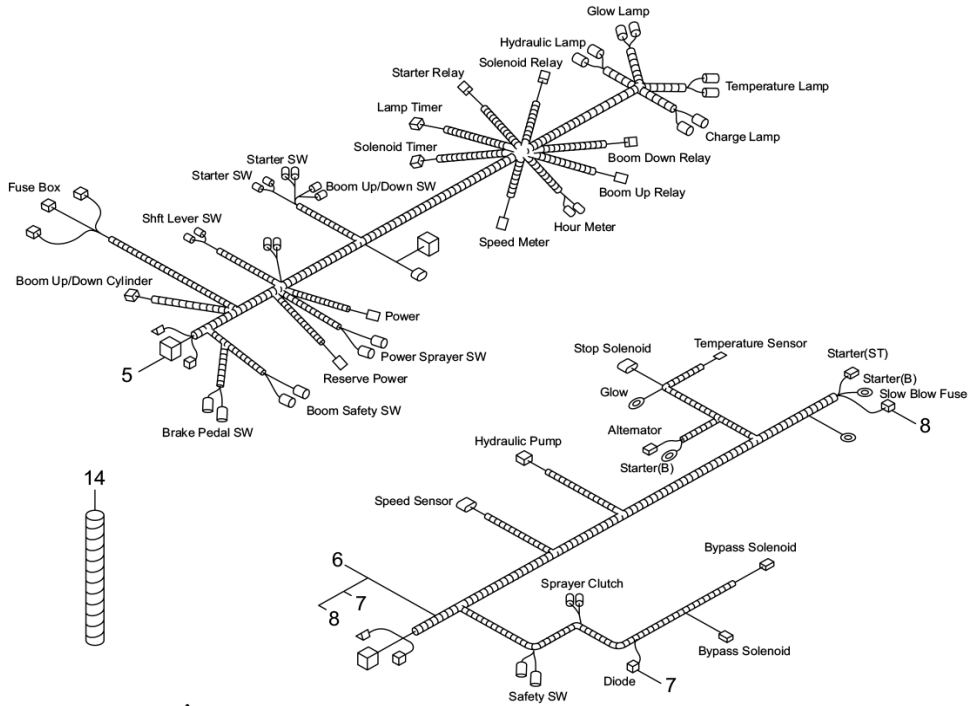 Glow Lamp
Hydraulic Lamp
Solenoid Relay
Starter Relay
Temperature Lamp
Lamp Timer
Charge Lamp
Solenoid Timer
Boom Down Relay
Starter SW
Starter SW
Boom Up/Down SW
Boom Up Relay
Fuse Box
Hour Meter
Shft Lever SW
Speed Meter
Boom Up/Down Cylinder
Power
5
Power Sprayer SW
Reserve Power
Boom Safety SW
Brake Pedal SW
Temperature Sensor
Stop Solenoid
Starter(ST)
Starter(B)
Glow
Slow Blow Fuse
8
Alternator
Starter(B)
Hydraulic Pump
14
Speed Sensor
Bypass Solenoid
6
Sprayer Clutch
7
8
Bypass Solenoid
Diode
7
Safety SW